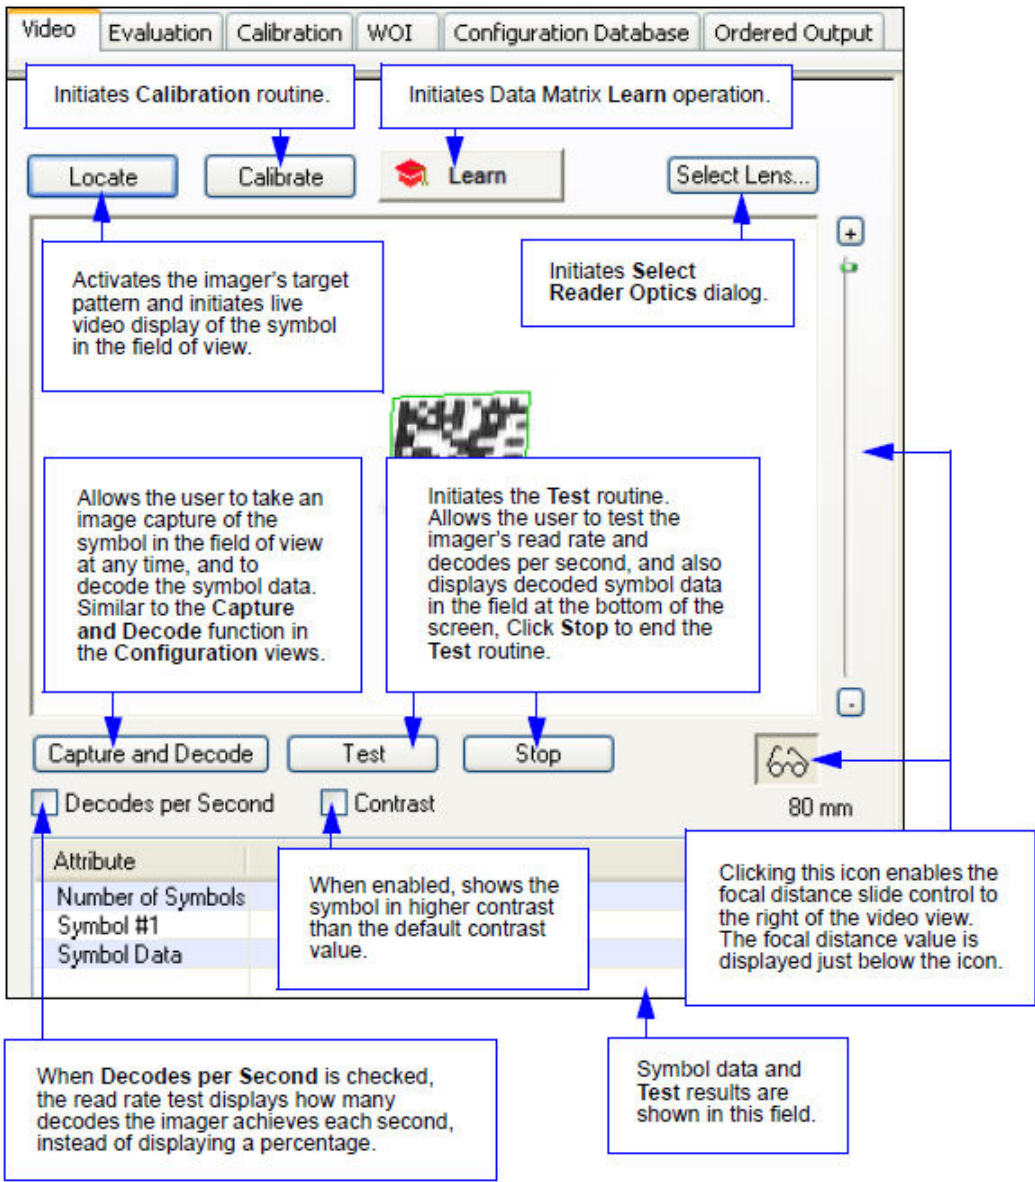 Video Evaluation Calibration WOI Configuration Database Ordered Output
Initiates Calibration routine.
Initiates Data Matrix Learn operation.
Locate Calibrate Learn Select Lens...
+
Activates the imager's target
pattern and initiates live
video display of the symbol
in the field of view.
Initiates Select
Reader Optics dialog.
Allows the user to take an
image capture of the
symbol in the field of view
at any time, and to
decode the symbol data.
Similar to the Capture
and Decode function in
the Configuration views.
Initiates the Test routine.
Allows the user to test the
imager's read rate and
decodes per second, and also
displays decoded symbol data
in the field at the bottom of the
screen, Click Stop to end the
Test routine.
-
Capture and Decode Test Stop
Decodes per Second Contrast 80 mm
Attribute
Number of Symbols
Symbol #1
Symbol Data
When enabled, shows the
symbol in higher contrast
than the default contrast
value.
Clicking this icon enables the
focal distance slide control to
the right of the video view.
The focal distance value is
displayed just below the icon.
When Decodes per Second is checked,
the read rate test displays how many
decodes the imager achieves each second,
instead of displaying a percentage.
Symbol data and
Test results are
shown in this field.